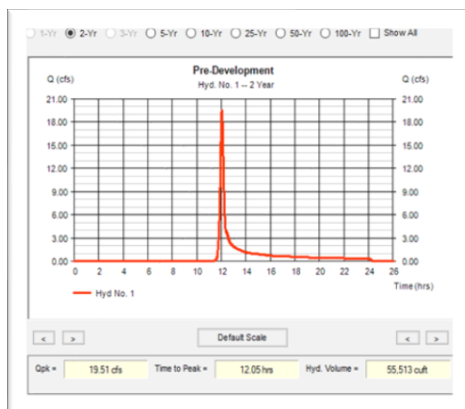 1-Yr 2-Yr 3-Yr 5-Yr 10-Yr 25-Yr 50-Yr 100-Yr Show All
Pre-Development
Q (cfs) Hyd. No. 1 -- 2 Year Q (cfs)
21.00 21.00
18.00 18.00
15.00 15.00
12.00 12.00
9.00 9.00
6.00 6.00
3.00 3.00
0.00 0.00
0 2 4 6 8 10 12 14 16 18 20 22 24 26
Time (hrs)
Hyd No. 1
< > Default Scale < >
Qpk = 19.51 cfs Time to Peak = 12.05 hrs Hyd. Volume = 55,513 cuft